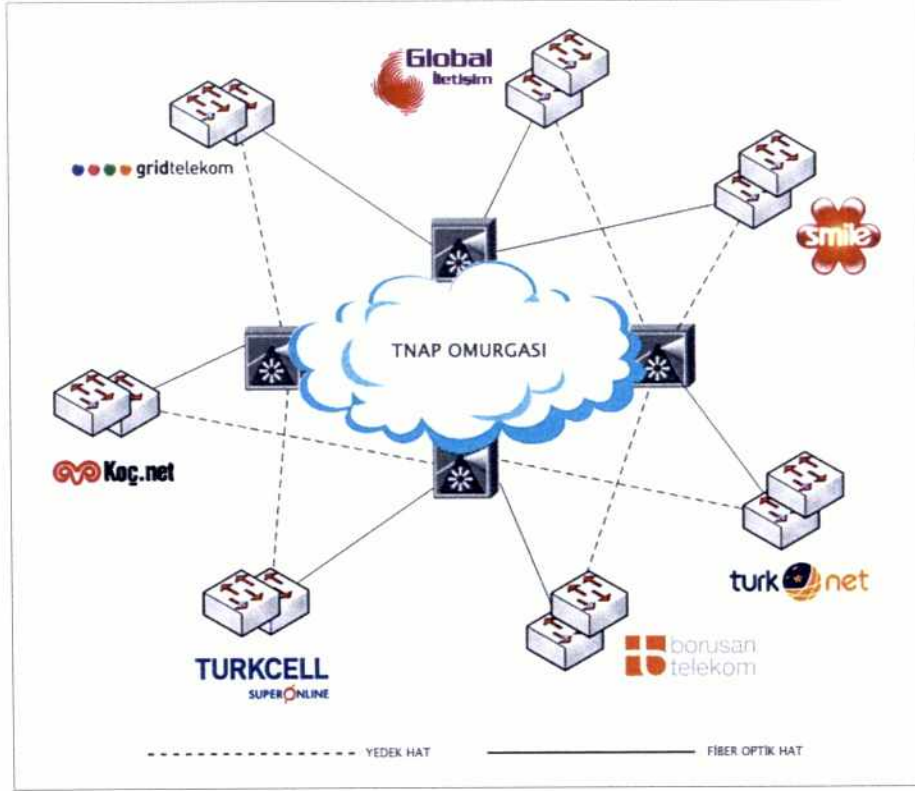 Global
İletişim
gridtelekom
smile
TNAP OMURGASI
Koç.net
turk net
TURKCELL
SUPERONLINE
borusan
telekom
YEDEK HAT
FİBER OPTİK HAT